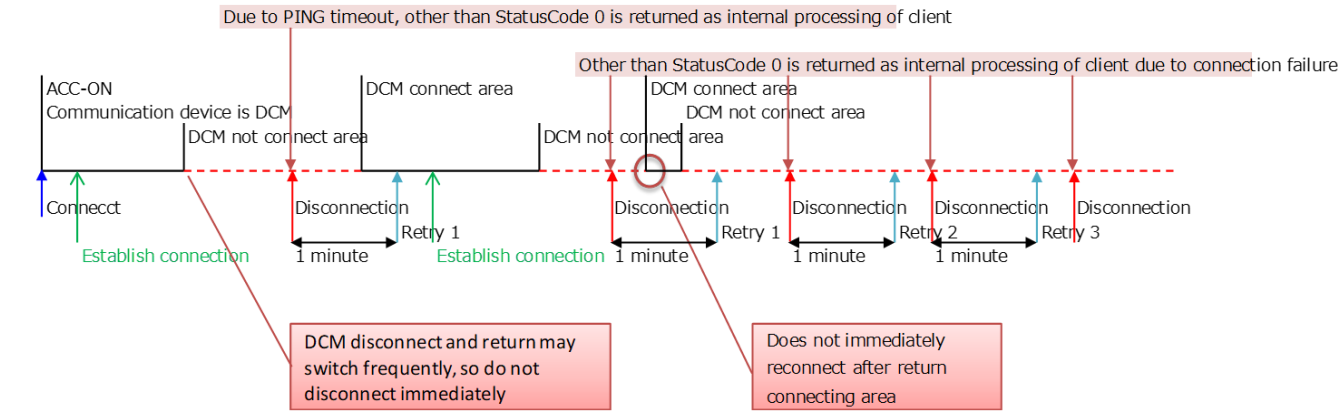 Due to PING timeout, other than StatusCode 0 is returned as internal processing of client
Other than StatusCode 0 is returned as internal processing of client due to connection failure
ACC-ON
Communication device is DCM
DCM not connect area
DCM connect area
DCM not connect area
DCM connect area
DCM not connect area
Connecct
Establish connection
Disconnection
Retry 1
1 minute
Establish connection
Disconnection
Retry 1
1 minute
Disconnection
Retry 2
1 minute
Disconnection
Retry 3
1 minute
Disconnection
DCM disconnect and return may
switch frequently, so do not
disconnect immediately
Does not immediately
reconnect after return
connecting area